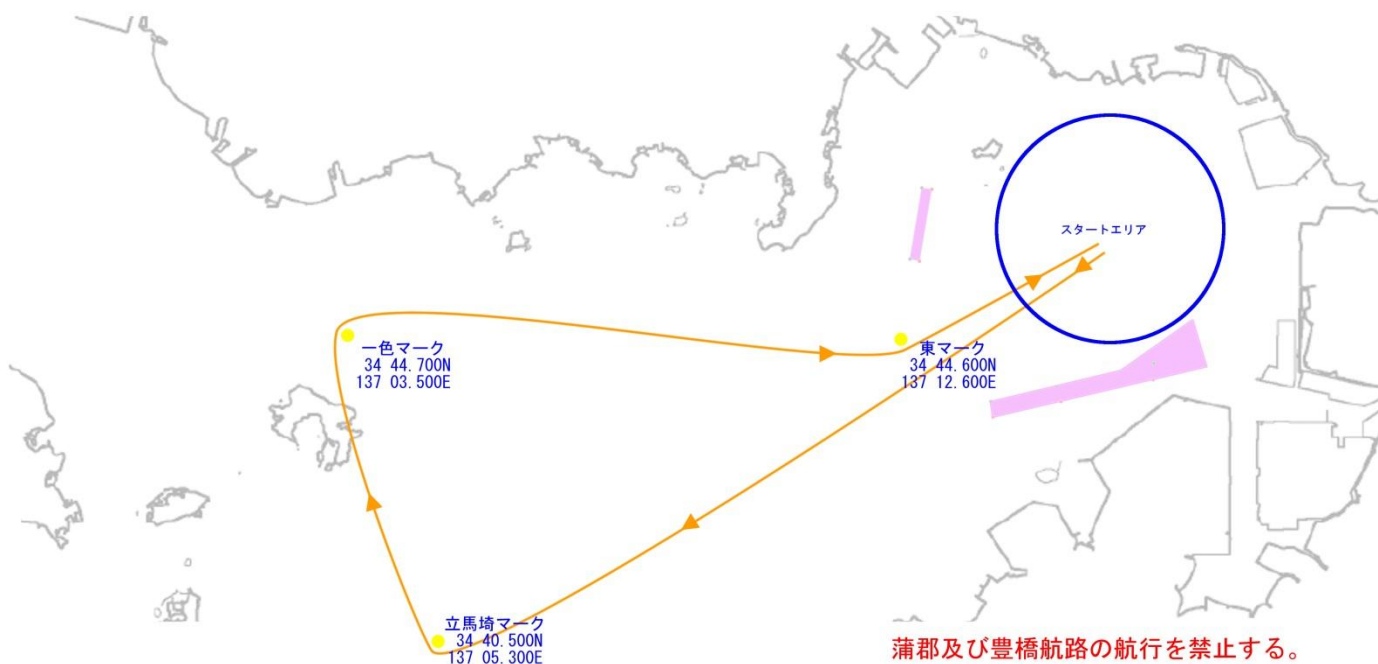 スタートエリア
一色マーク
34 44.700N
137 03.500E
東マーク
34 44.600N
137 12.600E
立馬埼マーク
34 40.500N
137 05.300E
蒲郡及び豊橋航路の航行を禁止する。